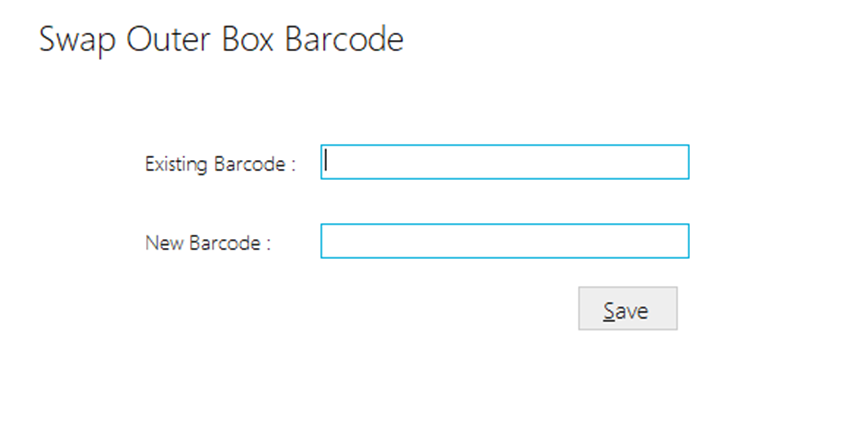 Swap Outer Box Barcode
Existing Barcode :
New Barcode :
Save